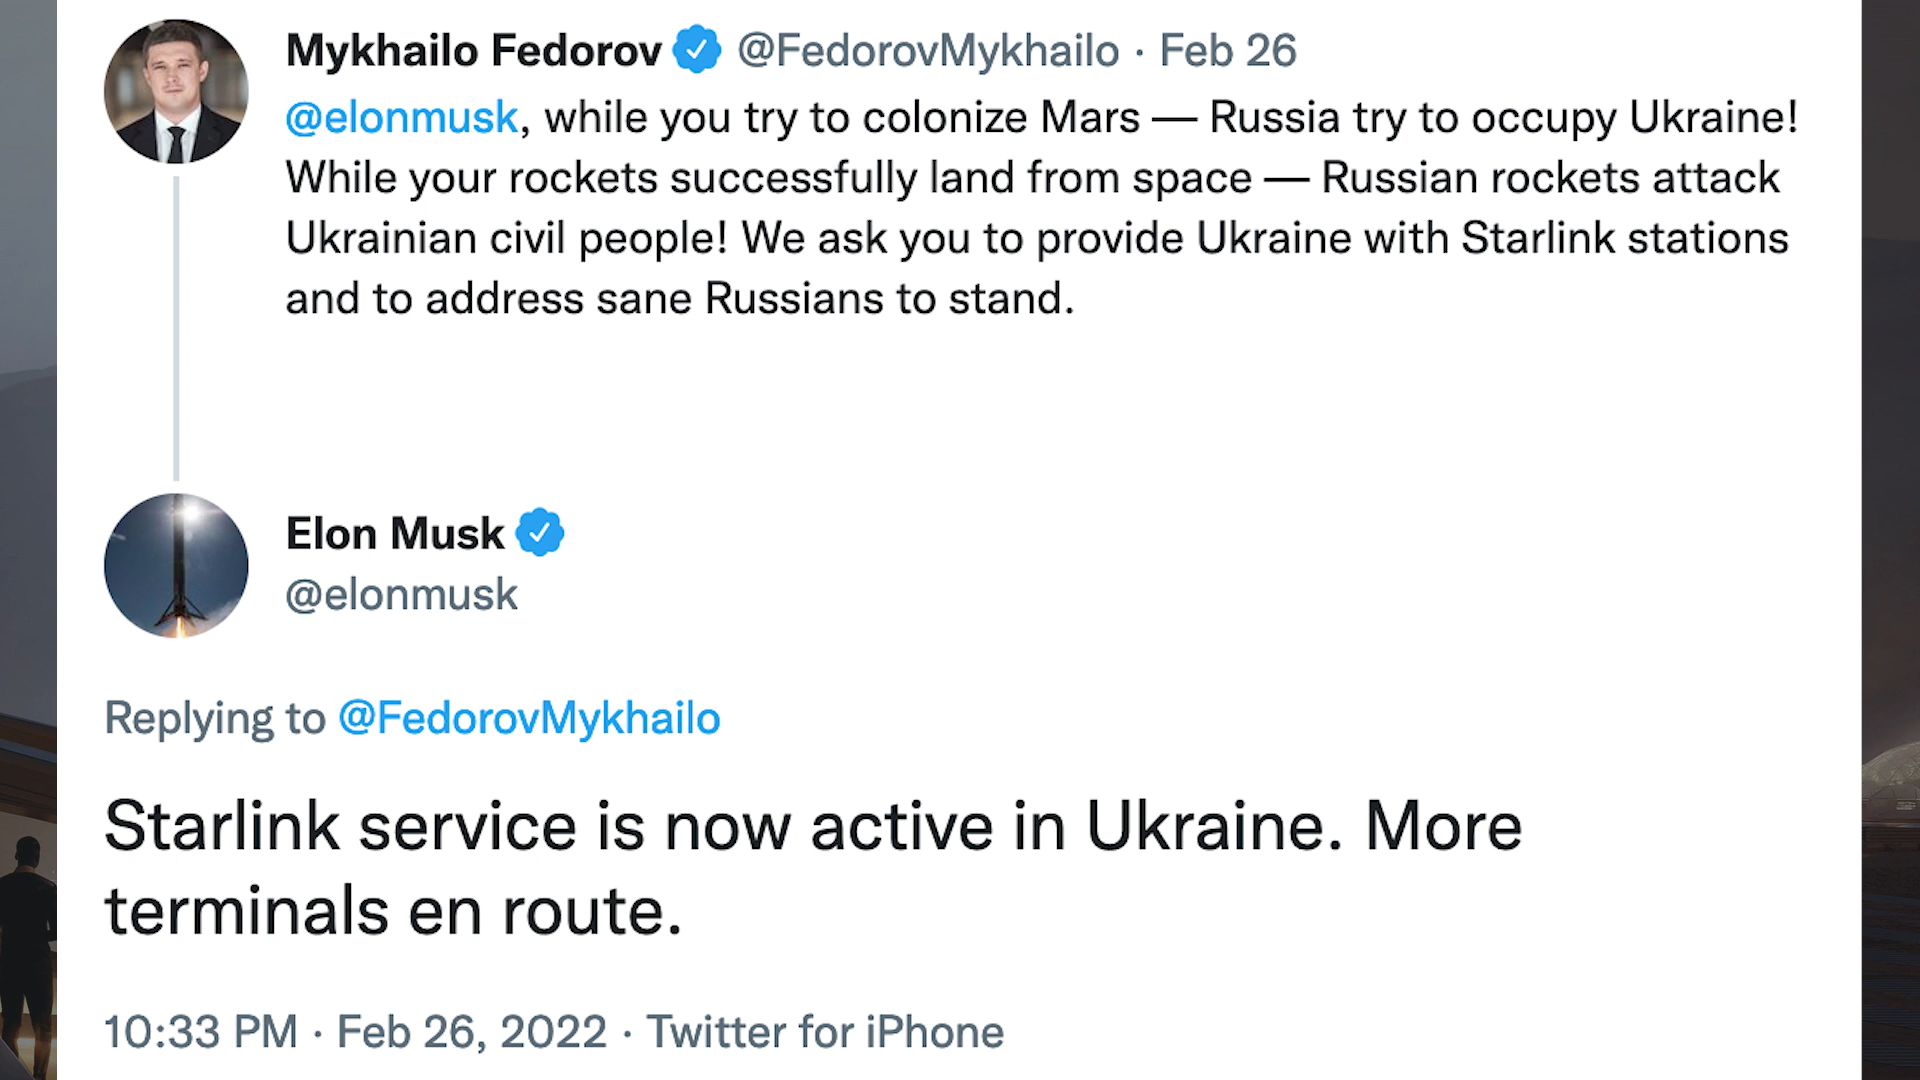 Mykhailo Fedorov @FedorovMykhailo · Feb 26
@elonmusk, while you try to colonize Mars — Russia try to occupy Ukraine!
While your rockets successfully land from space — Russian rockets attack
Ukrainian civil people! We ask you to provide Ukraine with Starlink stations
and to address sane Russians to stand.
Elon Musk
@elonmusk
Replying to @FedorovMykhailo
Starlink service is now active in Ukraine. More
terminals en route.
10:33 PM · Feb 26, 2022 · Twitter for iPhone